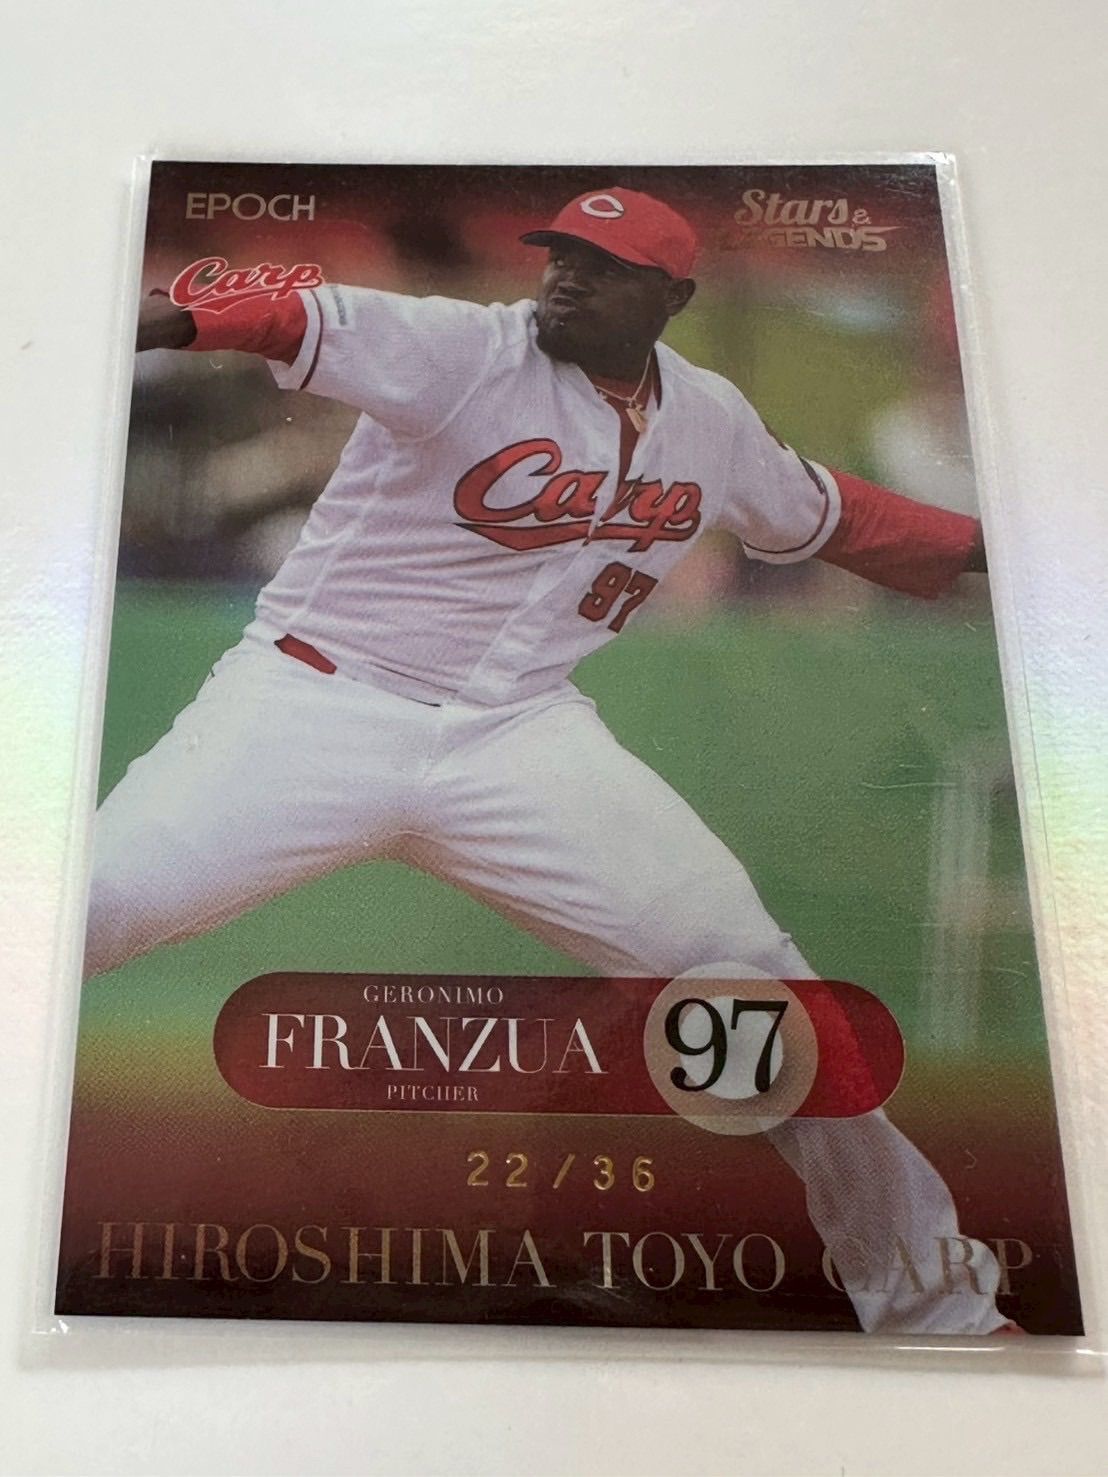 EPOCH
Stars &
LEGENDS
Carp
C
Carp
97
GERONIMO
FRANZUA
PITCHER
97
22/36
HIROSHIMA TOYO CARP